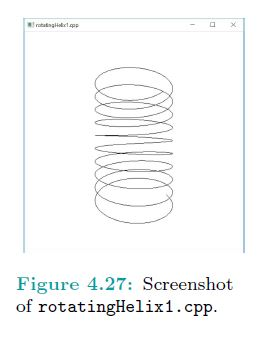 rotatingHelix1.cpp
Figure 4.27: Screenshot
of rotatingHelix1.cpp.